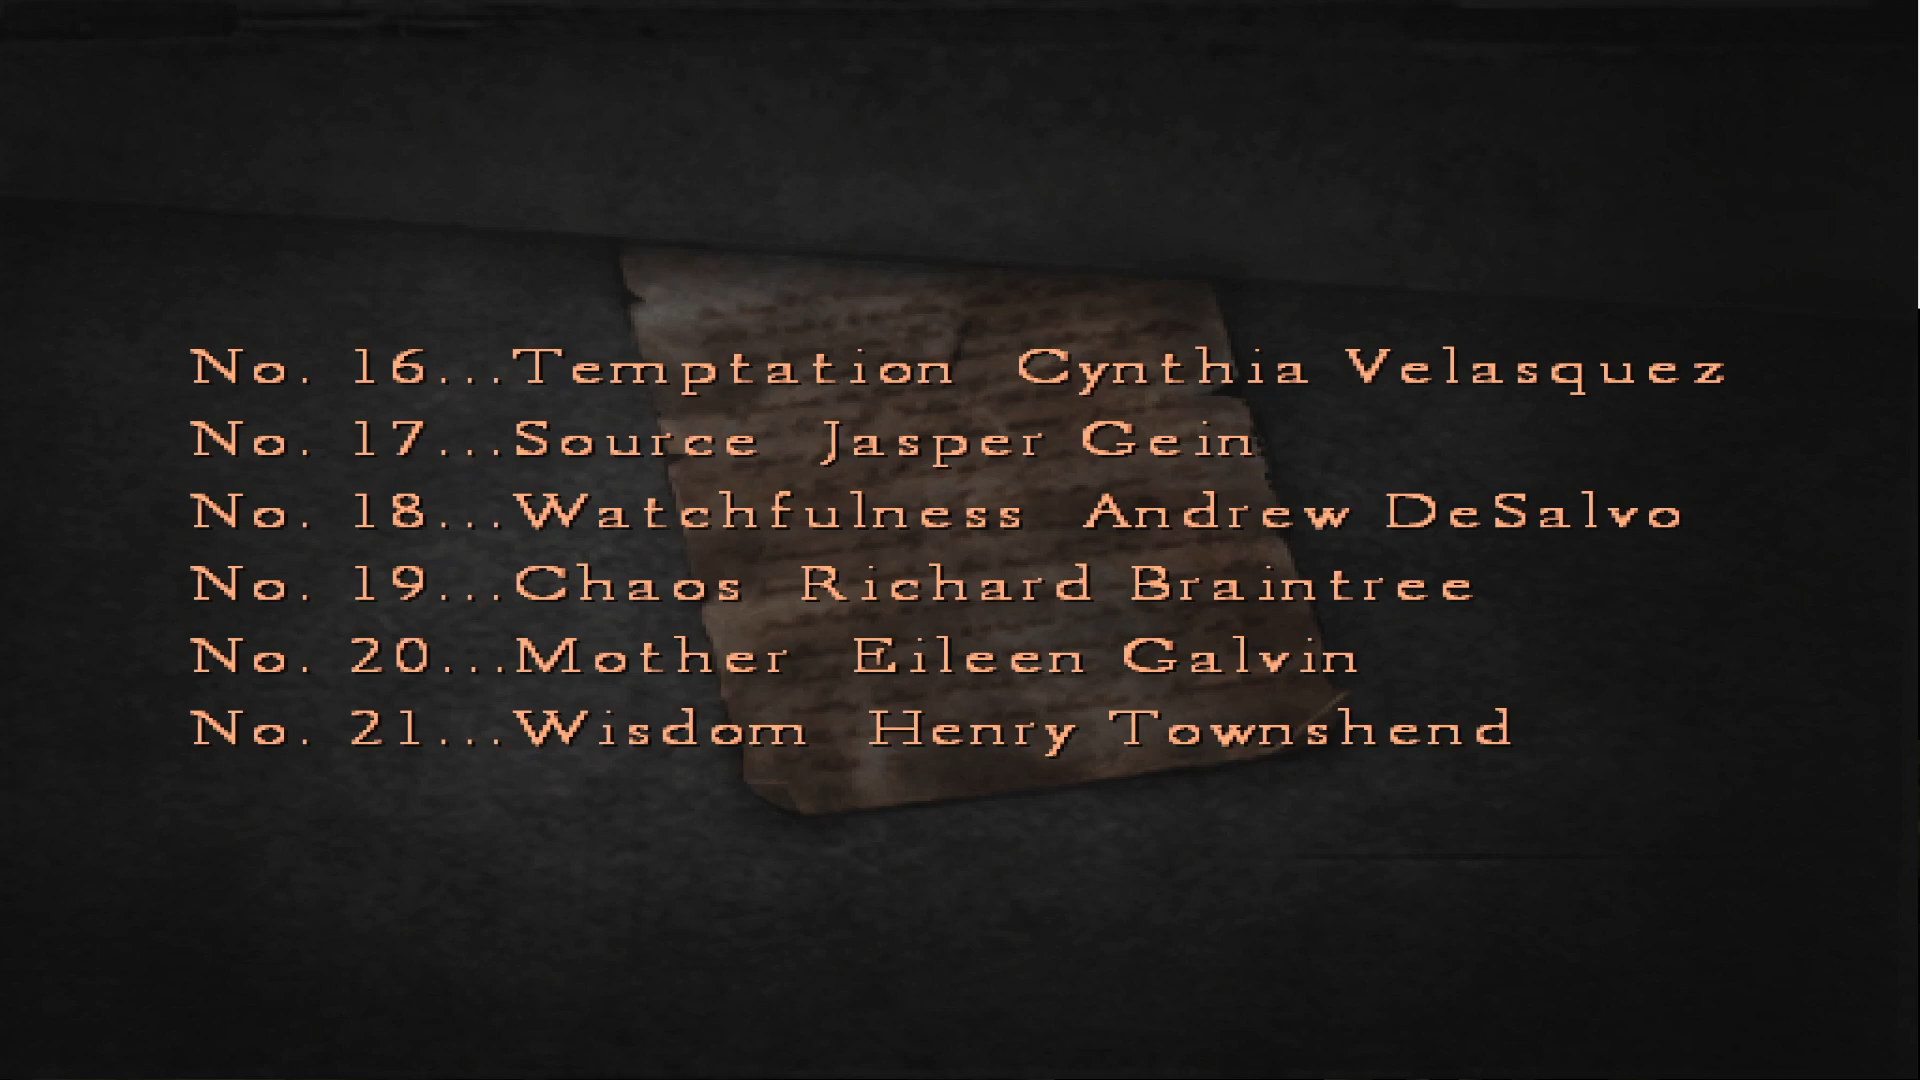 No. 16...Temptation  Cynthia Velasquez
No. 17...Source  Jasper Gein
No. 18...Watchfulness  Andrew DeSalvo
No. 19...Chaos  Richard Braintree
No. 20...Mother  Eileen Galvin
No. 21...Wisdom  Henry Townshend